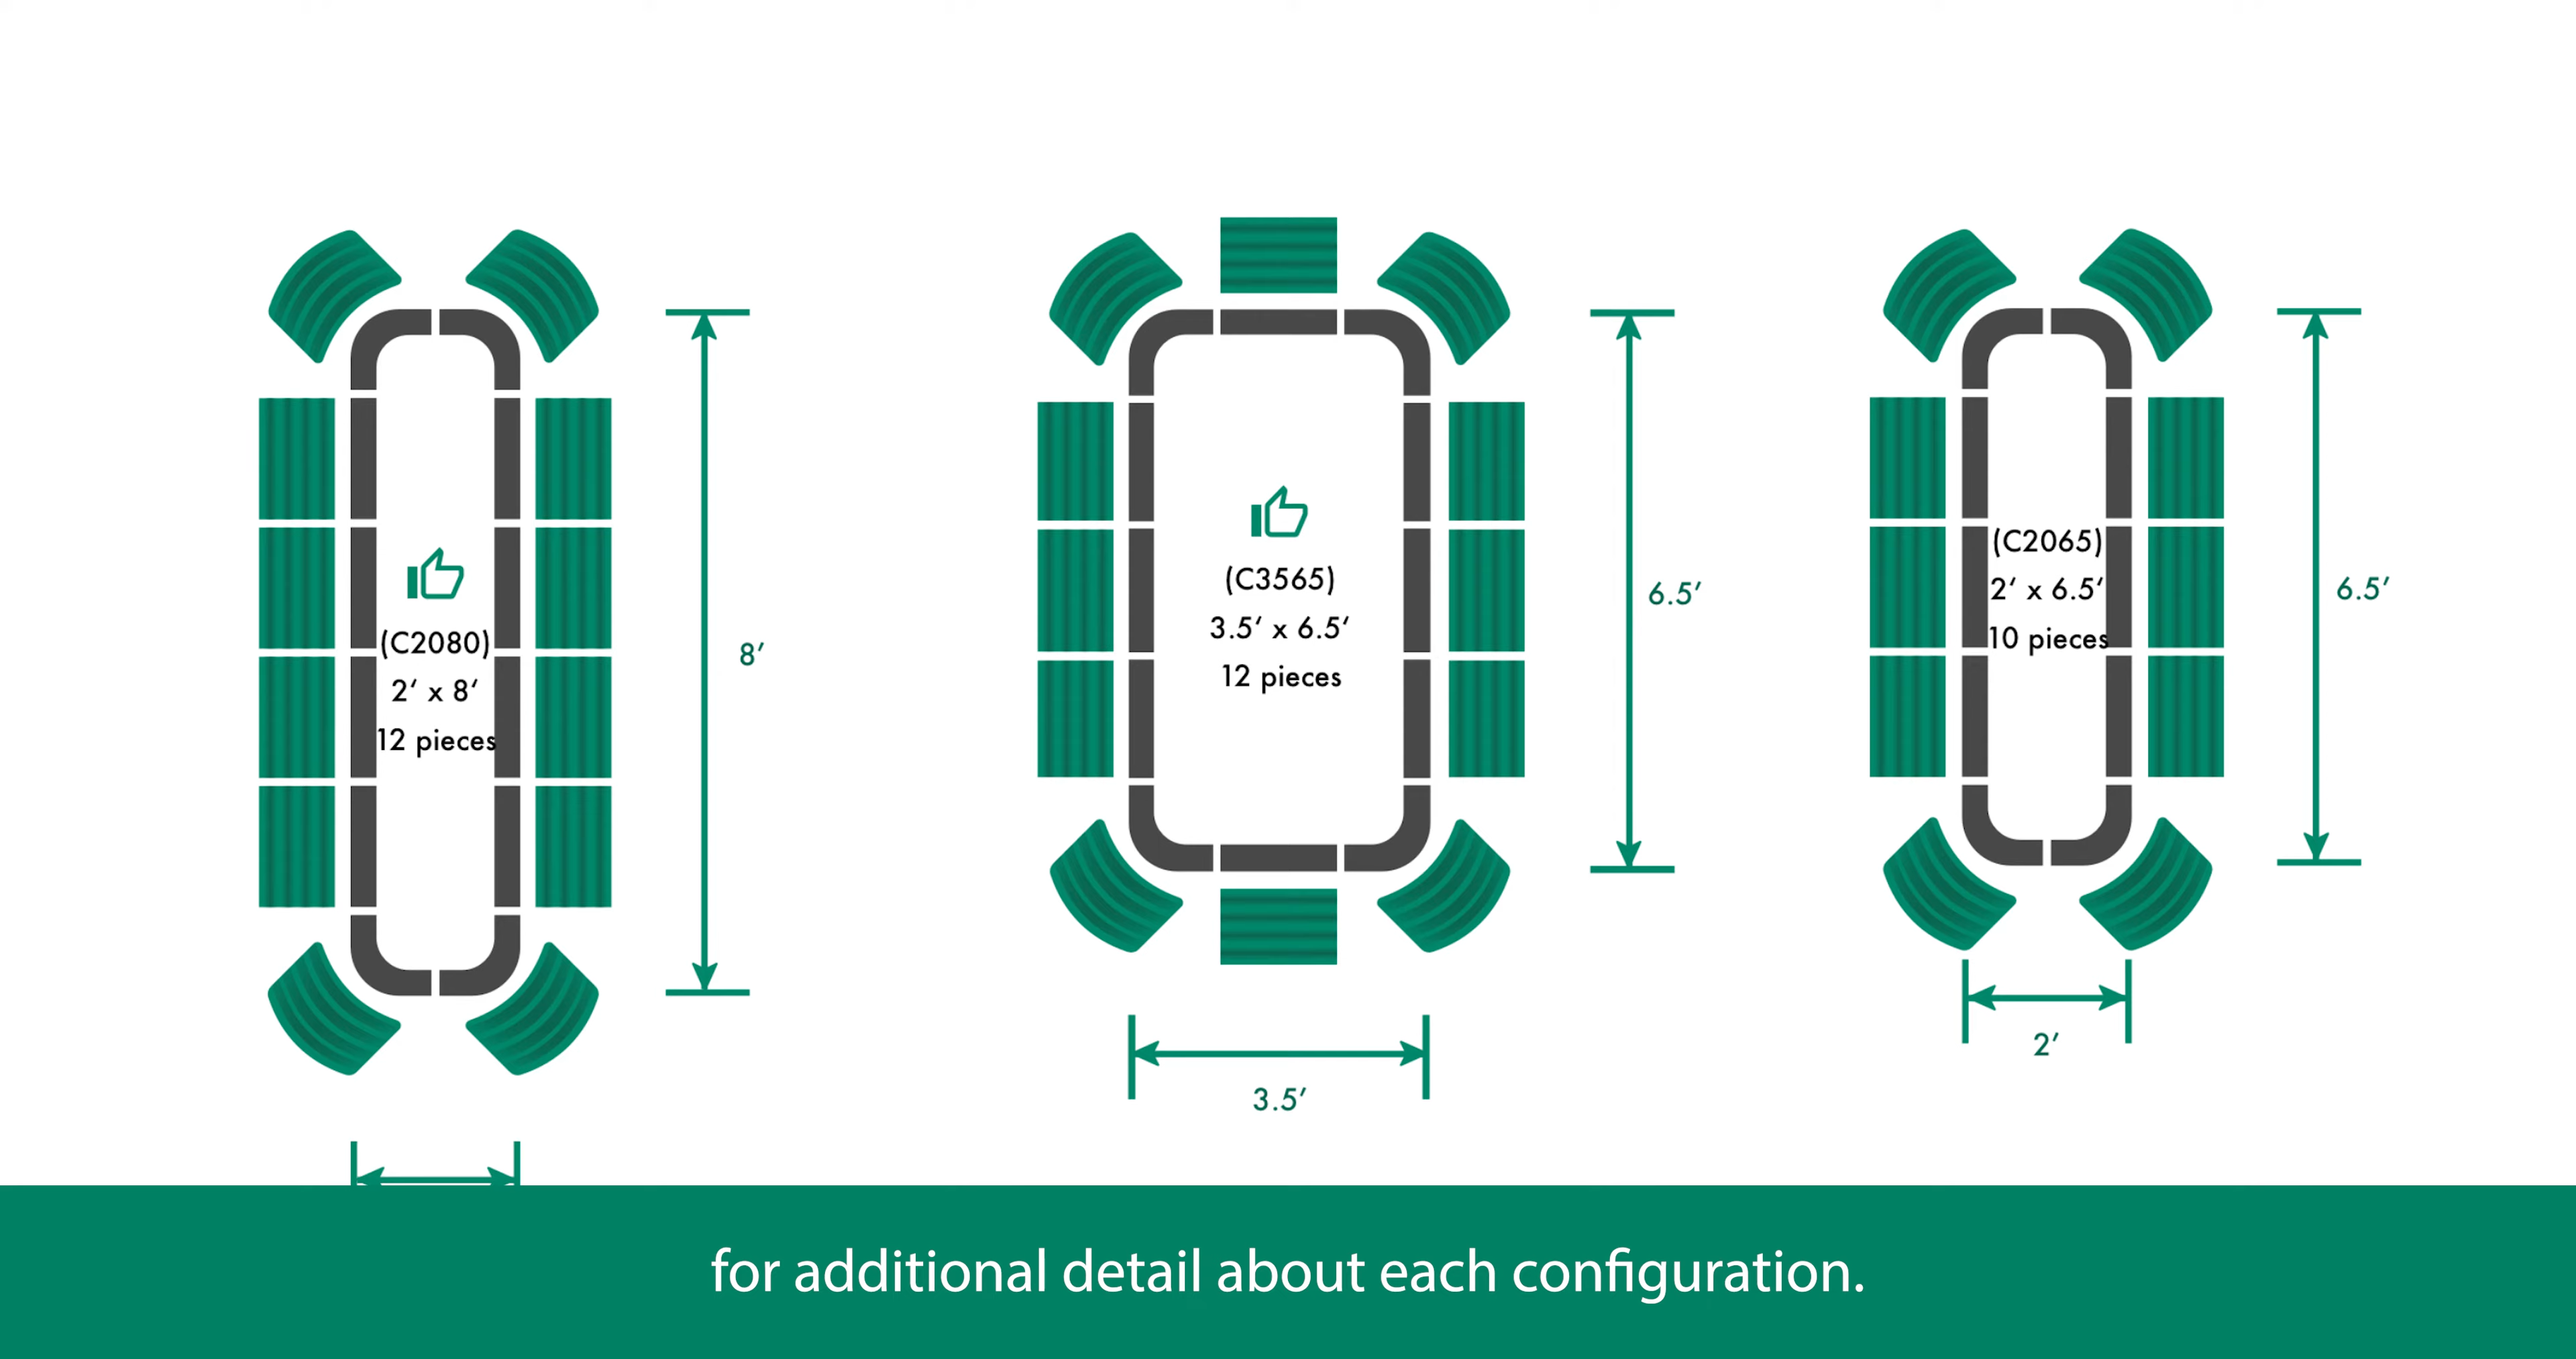 (C2080)
2′ x 8′
12 pieces
8′
(C3565)
3.5′ x 6.5′
12 pieces
6.5′
3.5′
(C2065)
2′ x 6.5′
10 pieces
6.5′
2′
for additional detail about each configuration.